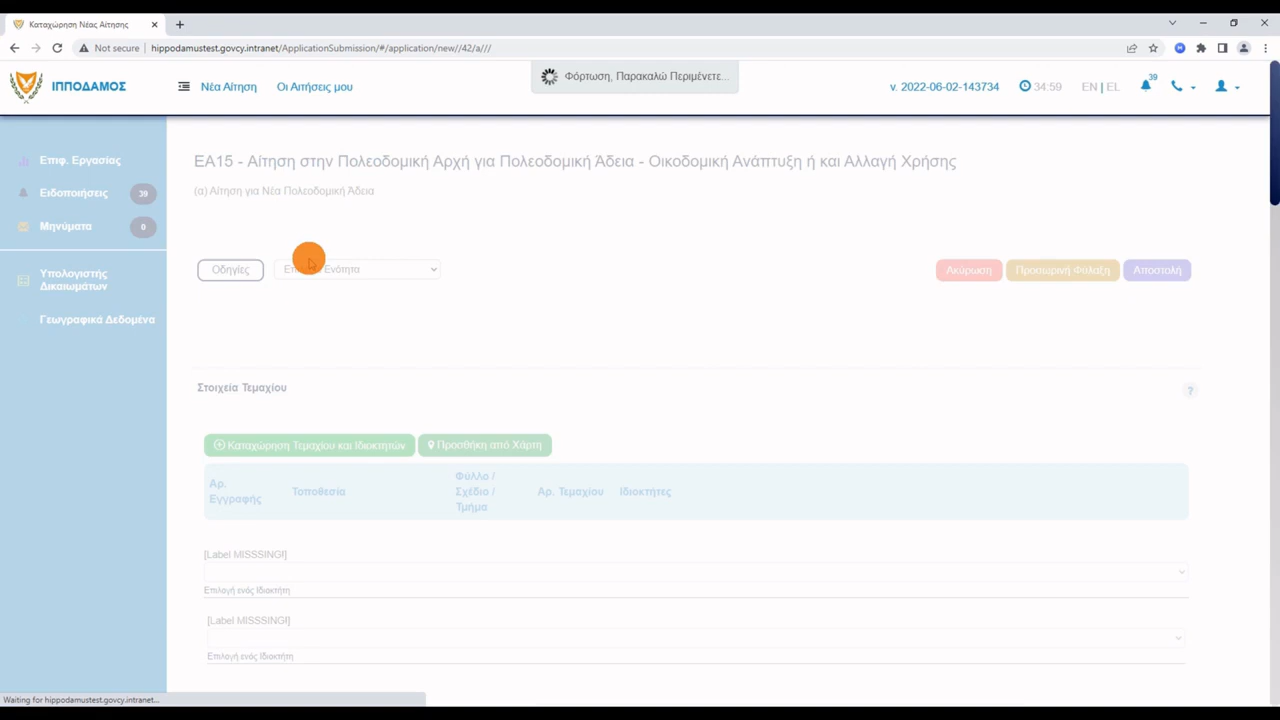 Καταχώρηση Νέας Αίτησης
Not secure | hippodamustest.govcy.intranet/ApplicationSubmission/#/application/new//42/a///
ΙΠΠΟΔΑΜΟΣ
Νέα Αίτηση
Οι Αιτήσεις μου
Φόρτωση, Παρακαλώ Περιμένετε...
v. 2022-06-02-143734
34:59
EN | EL
39
Επιφ. Εργασίας
Ειδοποιήσεις 39
Μηνύματα 0
Υπολογιστής
Δικαιωμάτων
Γεωγραφικά Δεδομένα
ΕΑ15 - Αίτηση στην Πολεοδομική Αρχή για Πολεοδομική Άδεια - Οικοδομική Ανάπτυξη ή και Αλλαγή Χρήσης
(α) Αίτηση για Νέα Πολεοδομική Άδεια
Οδηγίες
Ενότητα
Ακύρωση
Προσωρινή Φύλαξη
Αποστολή
Στοιχεία Τεμαχίου
?
Καταχώρηση Τεμαχίου και Ιδιοκτητών
Προσθήκη από Χάρτη
Αρ.
Εγγραφής
Τοποθεσία
Φύλλο /
Σχέδιο /
Τμήμα
Αρ. Τεμαχίου
Ιδιοκτήτες
[Label MISSSING!]
Επιλογή ενός Ιδιοκτήτη
[Label MISSSING!]
Επιλογή ενός Ιδιοκτήτη
Waiting for hippodamustest.govcy.intranet...